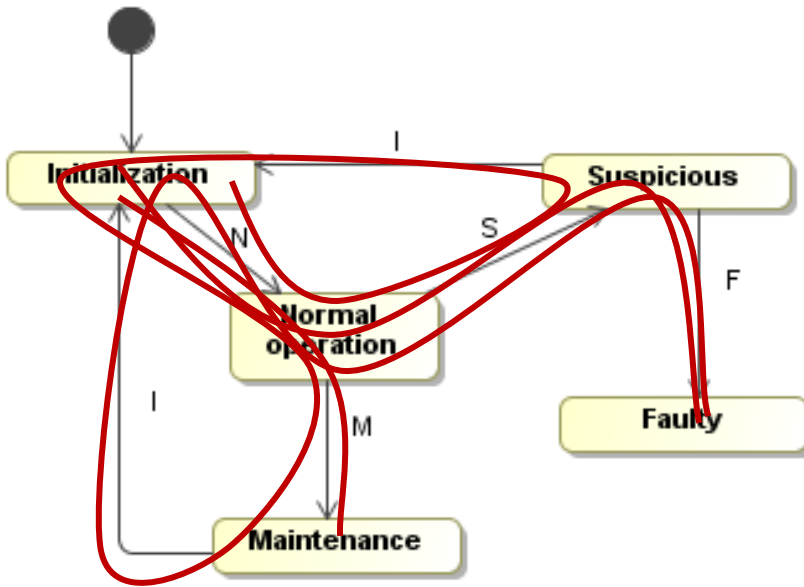 I
Initialization
Suspicious
N
S
F
Normal
operation
I
M
Faulty
Maintenance